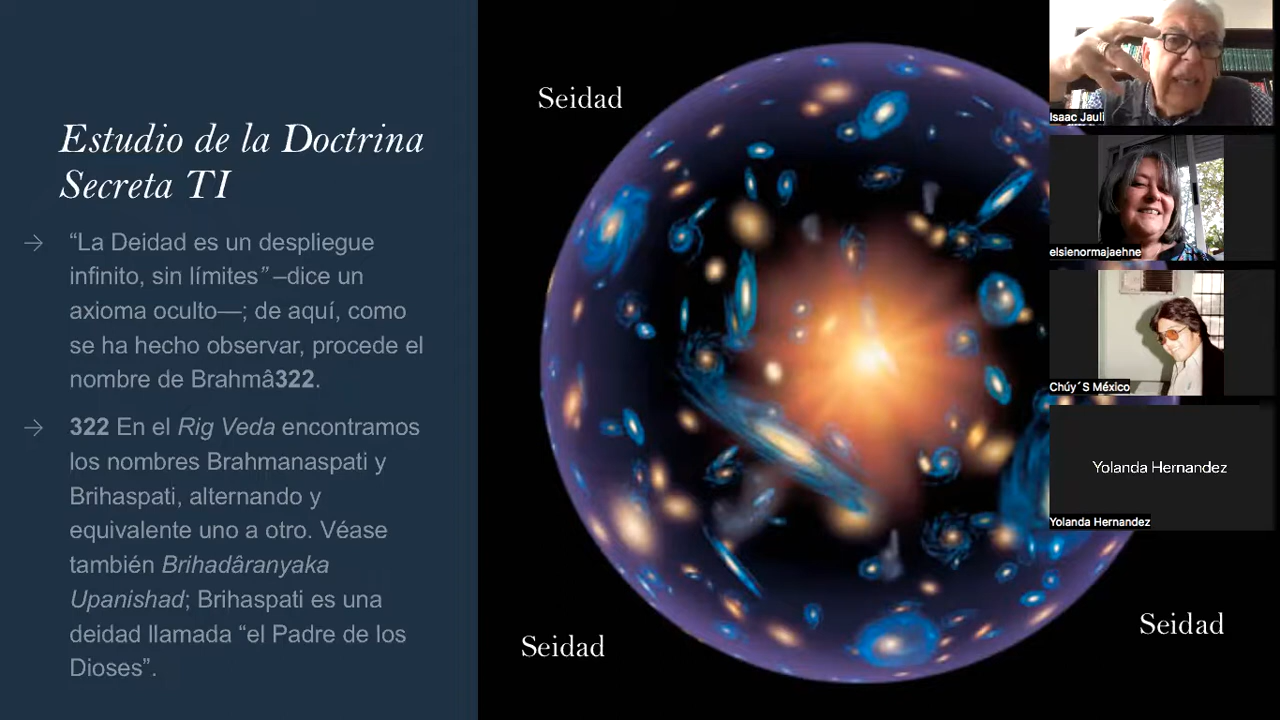 Estudio de la Doctrina
Secreta TI
→ “La Deidad es un despliegue
infinito, sin límites” –dice un
axioma oculto—; de aquí, como
se ha hecho observar, procede el
nombre de Brahmâ322.
→ 322 En el Rig Veda encontramos
los nombres Brahmanaspati y
Brihaspati, alternando y
equivalente uno a otro. Véase
también Brihadâranyaka
Upanishad; Brihaspati es una
deidad llamada “el Padre de los
Dioses”.
Seidad
Seidad
Seidad
Isaac Jauli
elsienormajaehne
Chúy´S México
Yolanda Hernandez
Yolanda Hernandez